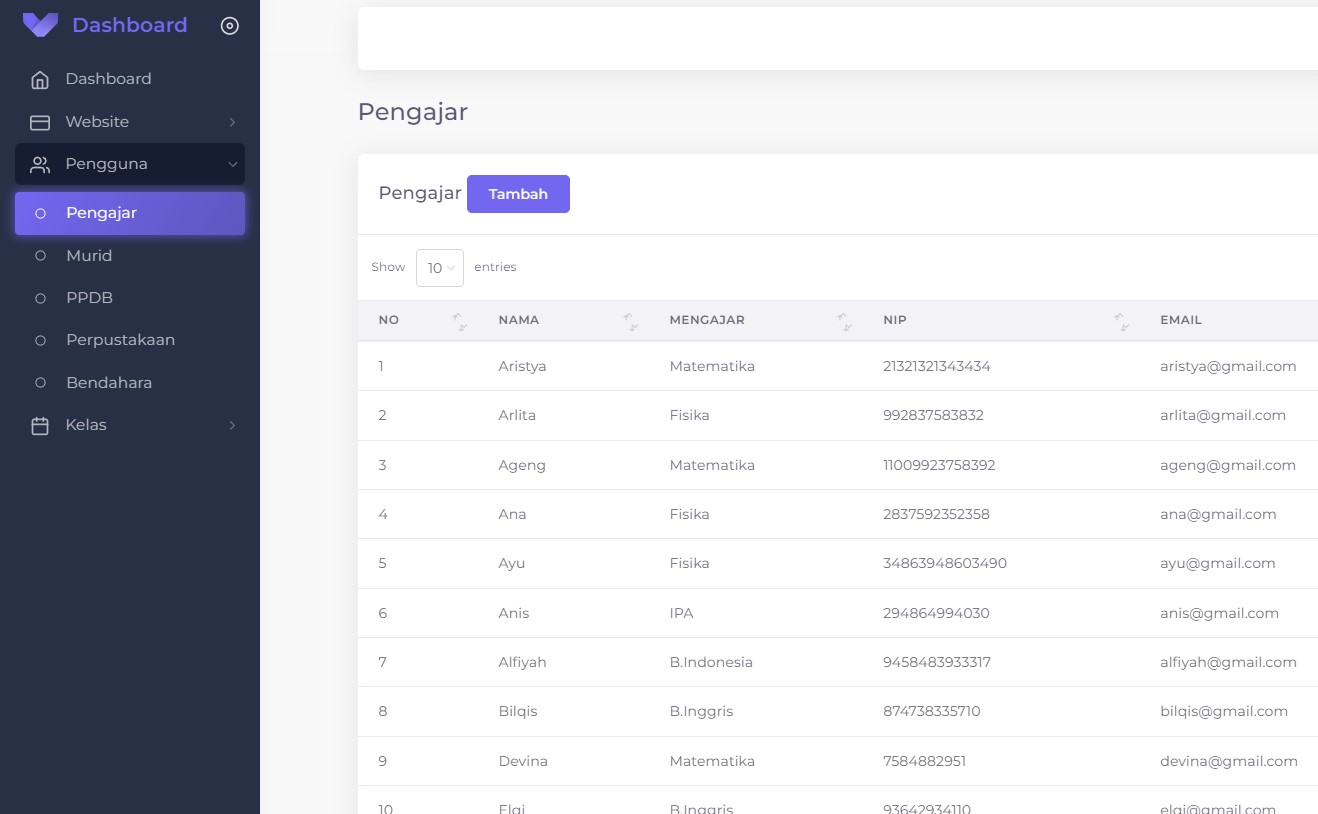 Dashboard
Dashboard
Website
Pengguna
Pengajar
Murid
PPDB
Perpustakaan
Bendahara
Kelas
Pengajar
Pengajar Tambah
Show 10 entries
NO NAMA MENGAJAR NIP EMAIL
1 Aristya Matematika 21321321343434 aristya@gmail.com
2 Arlita Fisika 992837583832 arlita@gmail.com
3 Ageng Matematika 11009923758392 ageng@gmail.com
4 Ana Fisika 2837592352358 ana@gmail.com
5 Ayu Fisika 34863948603490 ayu@gmail.com
6 Anis IPA 294864994030 anis@gmail.com
7 Alfiyah B.Indonesia 9458483933317 alfiyah@gmail.com
8 Bilqis B.Inggris 874738335710 bilqis@gmail.com
9 Devina Matematika 7584882951 devina@gmail.com
10 Elqi B.Inggris 93642934110 elqi@gmail.com